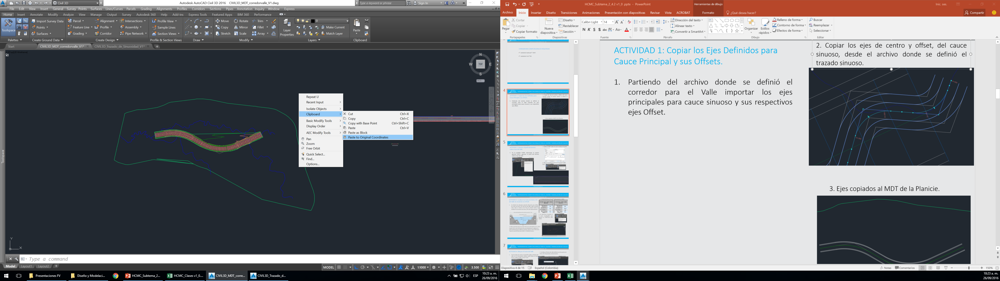 Civil 3D
Autodesk AutoCAD Civil 3D 2016 CIVIL3D_MDT_corredorvalle_V1.dwg
Type a keyword or phrase
Sign In
File Edit View Insert General Survey Points Surfaces Lines/Curves Parcels Grading Alignments Profiles Corridors Sections Pipes Annotation Inquiry Window Express
Home Insert Annotate Modify Analyze View Manage Output Survey Autodesk 360 Help Add-ins Express Tools Featured Apps BIM 360 Performance
Import Survey Data Parcel Alignment Intersections Profile View Move Rotate Trim 0
Points Feature Line Profile Assembly Sample Lines Copy Mirror Fillet Make Current
Surfaces Grading Corridor Pipe Network Section Views Stretch Scale Array Match Layer
Toolspace
Layer Properties
Paste
Palettes Create Ground Data Create Design Profile & Section Views Draw Modify Layers Clipboard
Start CIVIL3D_MDT_corredorvalle_V1* CIVIL3D_Trazado_de_Sinuosidad_V1*
N
W TOP E
S
Repeat U
Recent Input
Isolate Objects
Clipboard
Basic Modify Tools
Display Order
AEC Modify Tools
Pan
Zoom
Free Orbit
Quick Select...
Find...
Options...
Cut Ctrl+X
Copy Ctrl+C
Copy with Base Point Ctrl+Shift+C
Paste Ctrl+V
Paste as Block
Paste to Original Coordinates
Toolspace
Y
X
Type a command
Model Layout1 Layout2
MODEL 1:1000 3.500
Presentaciones FV Diseño y Modelaci... HCMC_Subtema_2... HCMC_Clases v1_0.... CIVIL3D_MDT_corre... CIVIL3D_Trazado_d...
ESP
10:23 a. m.
26/09/2016
HCMC_Subtema_2_4.2 v1_0 .pptx - PowerPoint
Herramientas de dibujo
Inic. ses.
Archivo Inicio Insertar Diseño Transiciones Animaciones Presentación con diapositivas Revisar Vista ACROBAT Formato ¿Qué desea hacer?
Compartir
Pegar
Cortar
Copiar
Copiar formato
Portapapeles
Nueva diapositiva
Diseño
Restablecer
Sección
Diapositivas
Calibri Light 14
N K S S abc AV Aa A
Fuente
Dirección del texto
Alinear texto
Convertir a SmartArt
Párrafo
Organizar
Estilos rápidos
Relleno de forma
Contorno de forma
Efectos de forma
Dibujo
Buscar
Reemplazar
Seleccionar
Editar
4
5
6
7
ACTIVIDAD 1: Copiar los Ejes Definidos para
Cauce Principal y sus Offsets.
1. Partiendo del archivo donde se definió el
corredor para el Valle importar los ejes
principales para cauce sinuoso y sus respectivos
ejes Offset.
2. Copiar los ejes de centro y offset, del cauce
sinuoso, desde el archivo donde se definió el
trazado sinuoso.
3. Ejes copiados al MDT de la Planicie.
Diapositiva 4 de 15 Español (Colombia)
Notas Comentarios 150%
10:23 a. m.
26/09/2016